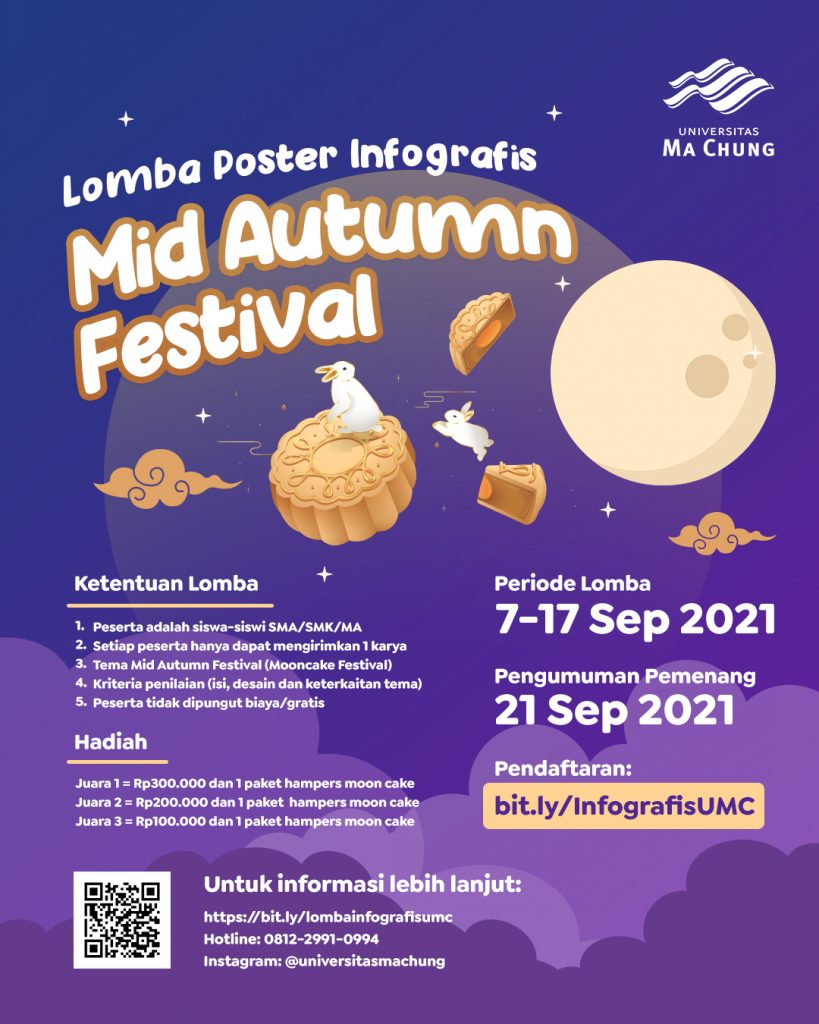 UNIVERSITAS
MA CHUNG
Lomba Poster Infografis
Mid Autumn
Festival
Ketentuan Lomba
1. Peserta adalah siswa-siswi SMA/SMK/MA
2. Setiap peserta hanya dapat mengirimkan 1 karya
3. Tema Mid Autumn Festival (Mooncake Festival)
4. Kriteria penilaian (isi, desain dan keterkaitan tema)
5. Peserta tidak dipungut biaya/gratis
Hadiah
Juara 1 = Rp300.000 dan 1 paket hampers moon cake
Juara 2 = Rp200.000 dan 1 paket hampers moon cake
Juara 3 = Rp100.000 dan 1 paket hampers moon cake
Periode Lomba
7-17 Sep 2021
Pengumuman Pemenang
21 Sep 2021
Pendaftaran:
bit.ly/InfografisUMC
Untuk informasi lebih lanjut:
https://bit.ly/lombainfografisumc
Hotline: 0812-2991-0994
Instagram: @universitasmachung